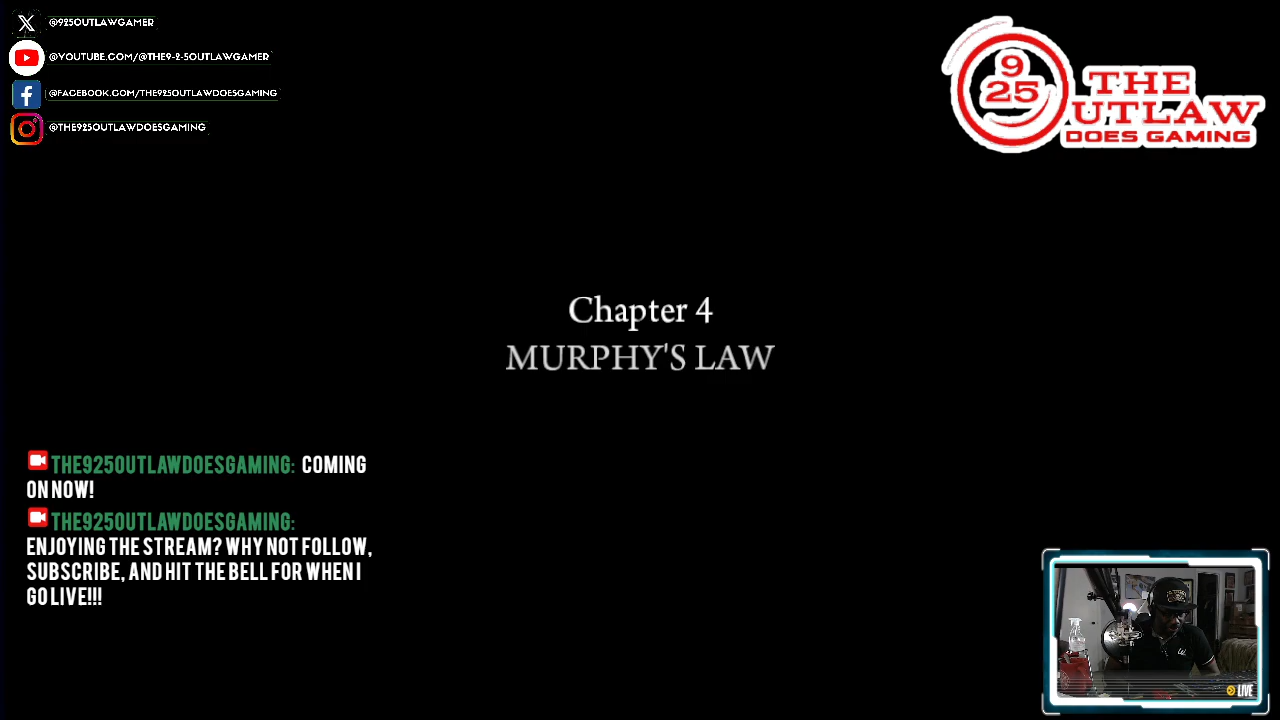 @925OUTLAWGAMER
@YOUTUBE.COM/@THE9-2-5OUTLAWGAMER
@FACEBOOK.COM/THE925OUTLAWDOESGAMING
@THE925OUTLAWDOESGAMING
9
25
THE
OUTLAW
DOES GAMING
Chapter 4
MURPHY'S LAW
THE925OUTLAWDOESGAMING: COMING
ON NOW!
THE925OUTLAWDOESGAMING:
ENJOYING THE STREAM? WHY NOT FOLLOW,
SUBSCRIBE, AND HIT THE BELL FOR WHEN I
GO LIVE!!!
LIVE